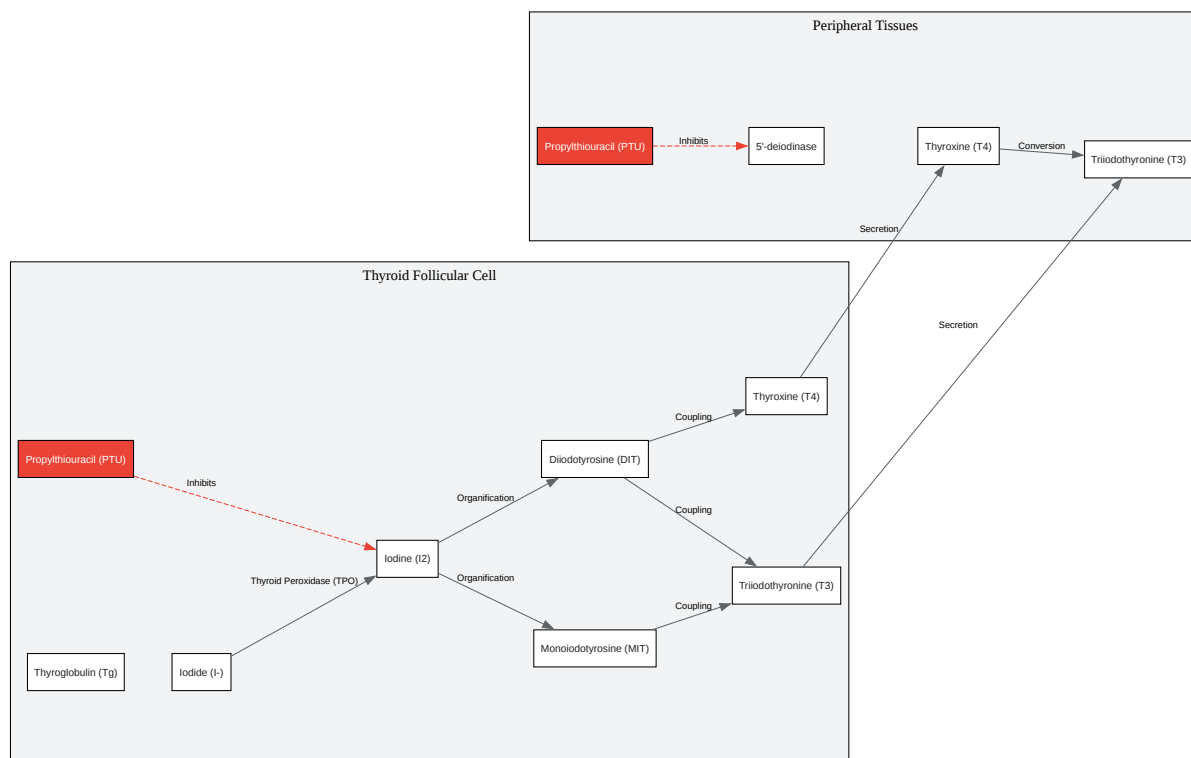 Peripheral Tissues
Propylthiouracil (PTU)
Inhibits
5'-deiodinase
Thyroxine (T4)
Conversion
Triiodothyronine (T3)
Secretion
Secretion
Thyroid Follicular Cell
Thyroxine (T4)
Coupling
Propylthiouracil (PTU)
Inhibits
Diiodotyrosine (DIT)
Organification
Coupling
Iodine (I2)
Thyroid Peroxidase (TPO)
Organification
Triiodothyronine (T3)
Coupling
Monoiodotyrosine (MIT)
Thyroglobulin (Tg)
Iodide (I-)